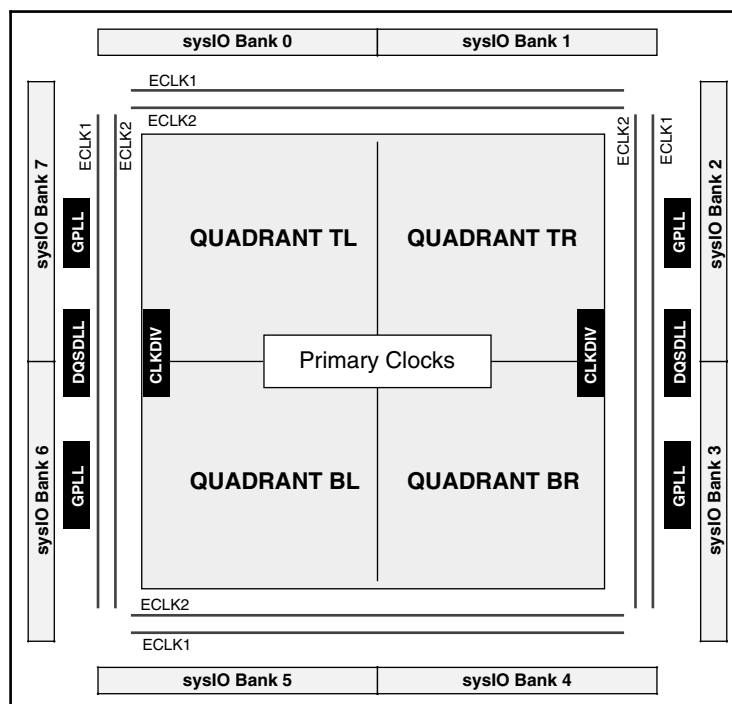 sysIO Bank 0
sysIO Bank 1
ECLK1
ECLK2
ECLK1
ECLK2
ECLK2
ECLK1
sysIO Bank 7
sysIO Bank 2
GPLL
GPLL
QUADRANT TL
QUADRANT TR
DQSDLL
CLKDIV
Primary Clocks
CLKDIV
DQSDLL
sysIO Bank 6
sysIO Bank 3
GPLL
GPLL
QUADRANT BL
QUADRANT BR
ECLK2
ECLK1
sysIO Bank 5
sysIO Bank 4